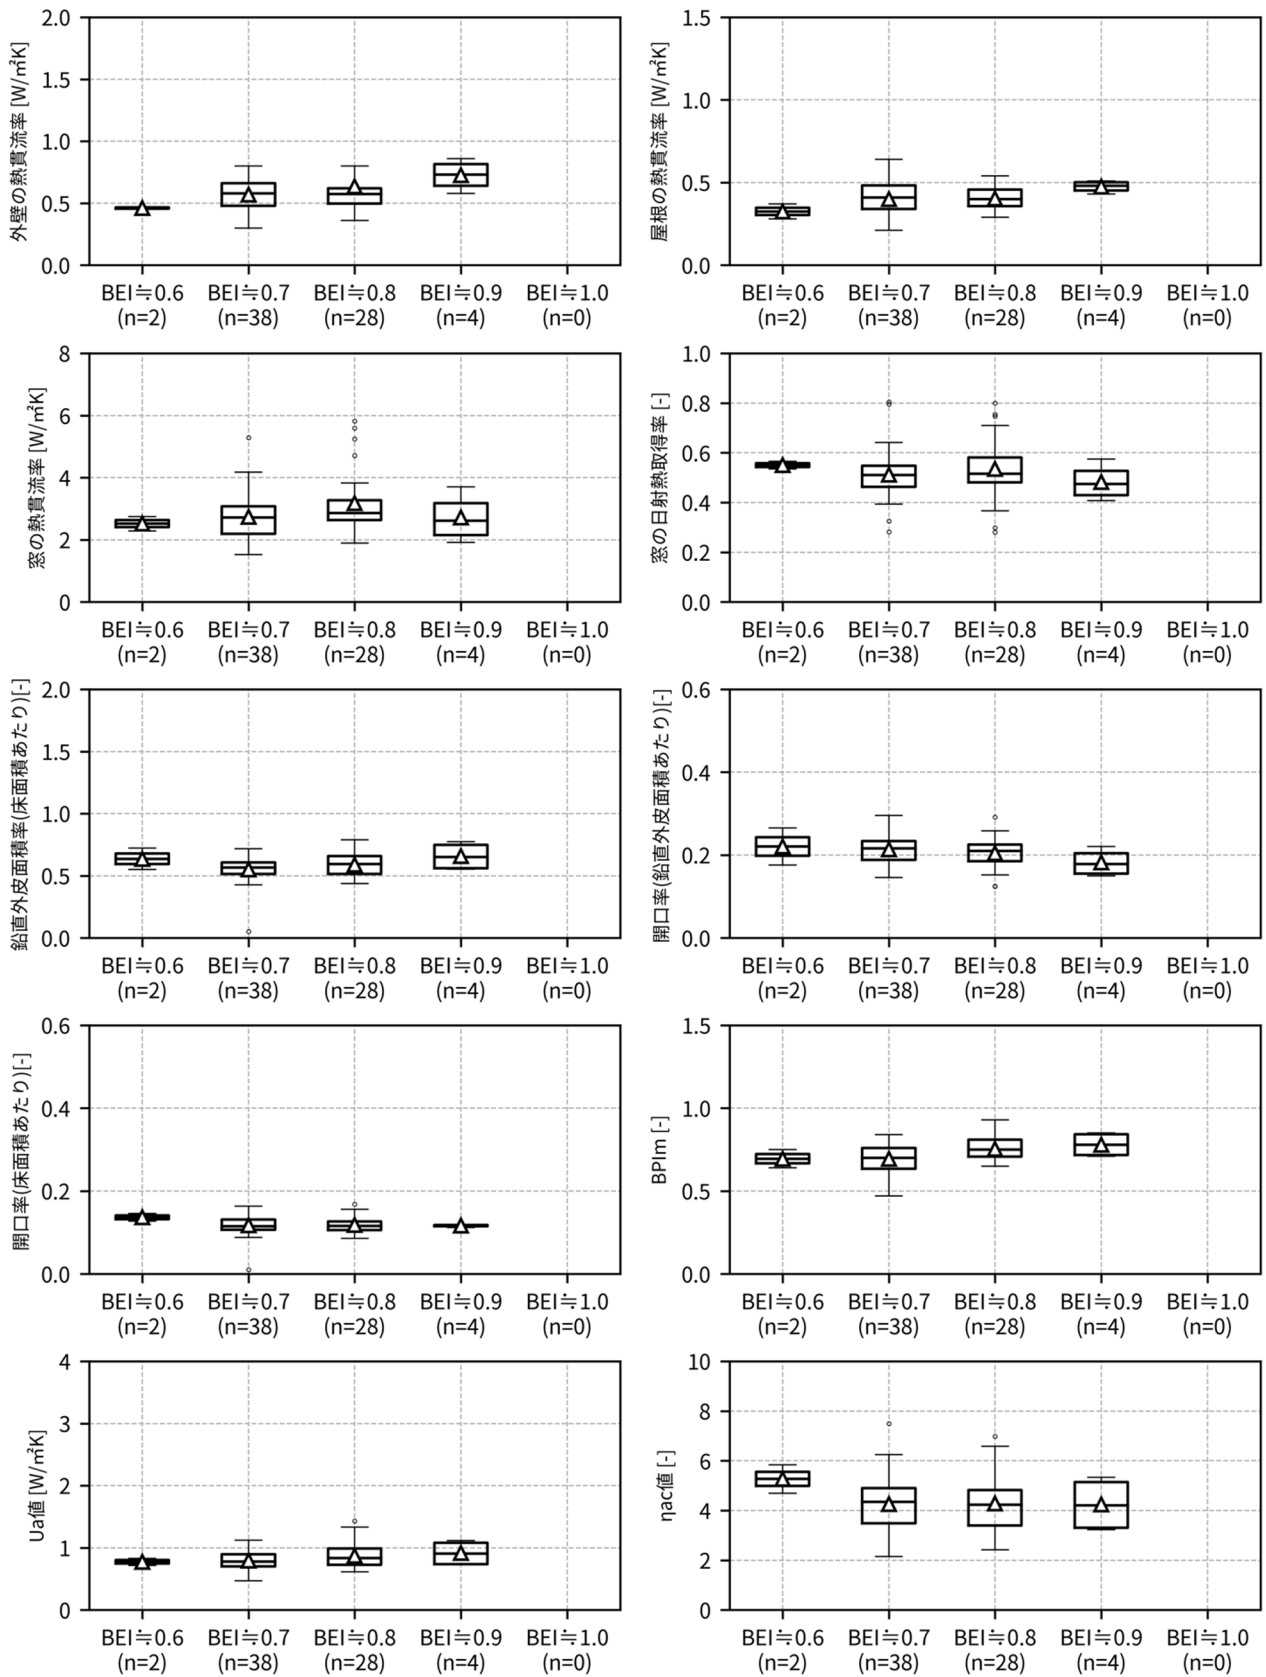 外壁の熱貫流率 [W/㎡K]
2.0
1.5
1.0
0.5
0.0
BEI≒0.6 BEI≒0.7 BEI≒0.8 BEI≒0.9 BEI≒1.0
(n=2) (n=38) (n=28) (n=4) (n=0)
屋根の熱貫流率 [W/㎡K]
1.5
1.0
0.5
0.0
BEI≒0.6 BEI≒0.7 BEI≒0.8 BEI≒0.9 BEI≒1.0
(n=2) (n=38) (n=28) (n=4) (n=0)
窓の熱貫流率 [W/㎡K]
8
6
4
2
0
BEI≒0.6 BEI≒0.7 BEI≒0.8 BEI≒0.9 BEI≒1.0
(n=2) (n=38) (n=28) (n=4) (n=0)
窓の日射熱取得率 [-]
1.0
0.8
0.6
0.4
0.2
0.0
BEI≒0.6 BEI≒0.7 BEI≒0.8 BEI≒0.9 BEI≒1.0
(n=2) (n=38) (n=28) (n=4) (n=0)
鉛直外皮面積率(床面積あたり)[-]
2.0
1.5
1.0
0.5
0.0
BEI≒0.6 BEI≒0.7 BEI≒0.8 BEI≒0.9 BEI≒1.0
(n=2) (n=38) (n=28) (n=4) (n=0)
開口率(鉛直外皮面積あたり)[-]
0.6
0.4
0.2
0.0
BEI≒0.6 BEI≒0.7 BEI≒0.8 BEI≒0.9 BEI≒1.0
(n=2) (n=38) (n=28) (n=4) (n=0)
開口率(床面積あたり)[-]
0.6
0.4
0.2
0.0
BEI≒0.6 BEI≒0.7 BEI≒0.8 BEI≒0.9 BEI≒1.0
(n=2) (n=38) (n=28) (n=4) (n=0)
BPIm [-]
1.5
1.0
0.5
0.0
BEI≒0.6 BEI≒0.7 BEI≒0.8 BEI≒0.9 BEI≒1.0
(n=2) (n=38) (n=28) (n=4) (n=0)
Ua値 [W/㎡K]
4
3
2
1
0
BEI≒0.6 BEI≒0.7 BEI≒0.8 BEI≒0.9 BEI≒1.0
(n=2) (n=38) (n=28) (n=4) (n=0)
ηac値 [-]
10
8
6
4
2
0
BEI≒0.6 BEI≒0.7 BEI≒0.8 BEI≒0.9 BEI≒1.0
(n=2) (n=38) (n=28) (n=4) (n=0)